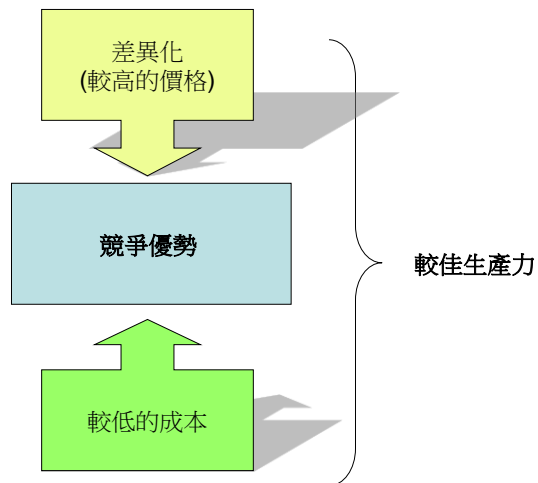 差異化
(較高的價格)
競爭優勢
較佳生產力
較低的成本